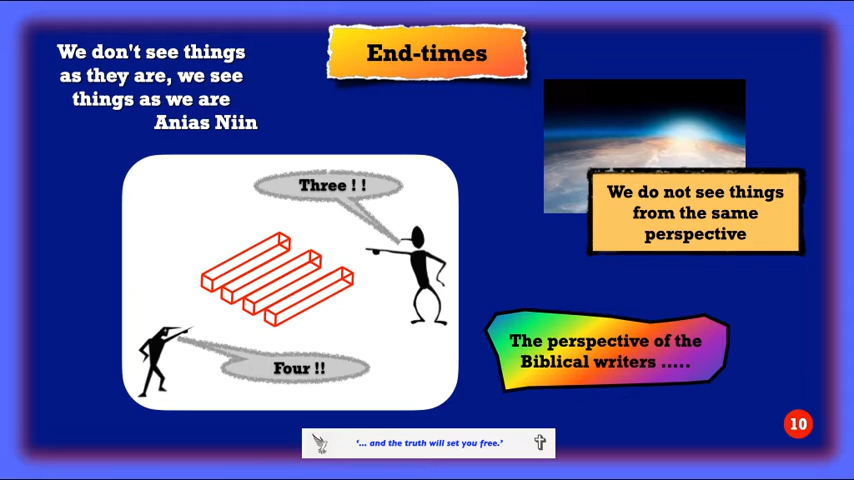 End-times
We don't see things
as they are, we see
things as we are
Anias Niin
Three ! !
Four !!
We do not see things
from the same
perspective
The perspective of the
Biblical writers .....
10
'... and the truth will set you free.'